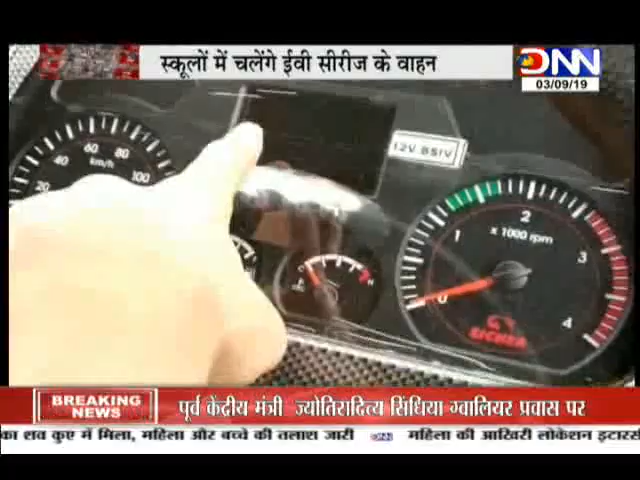 स्कूलों में चलेंगे ईवी सीरीज के वाहन
DNN
03/09/19
12V BSIV
20 40 60 80 100
km/h
0 1 2 3 4
x 1000 rpm
EICHER
BREAKING NEWS
पूर्व केंद्रीय मंत्री ज्योतिरादित्य सिंधिया ग्वालियर प्रवास पर
का शव कुए में मिला, महिला और बच्चे की तलाश जारी DNN महिला की आखिरी लोकेशन इटारसी